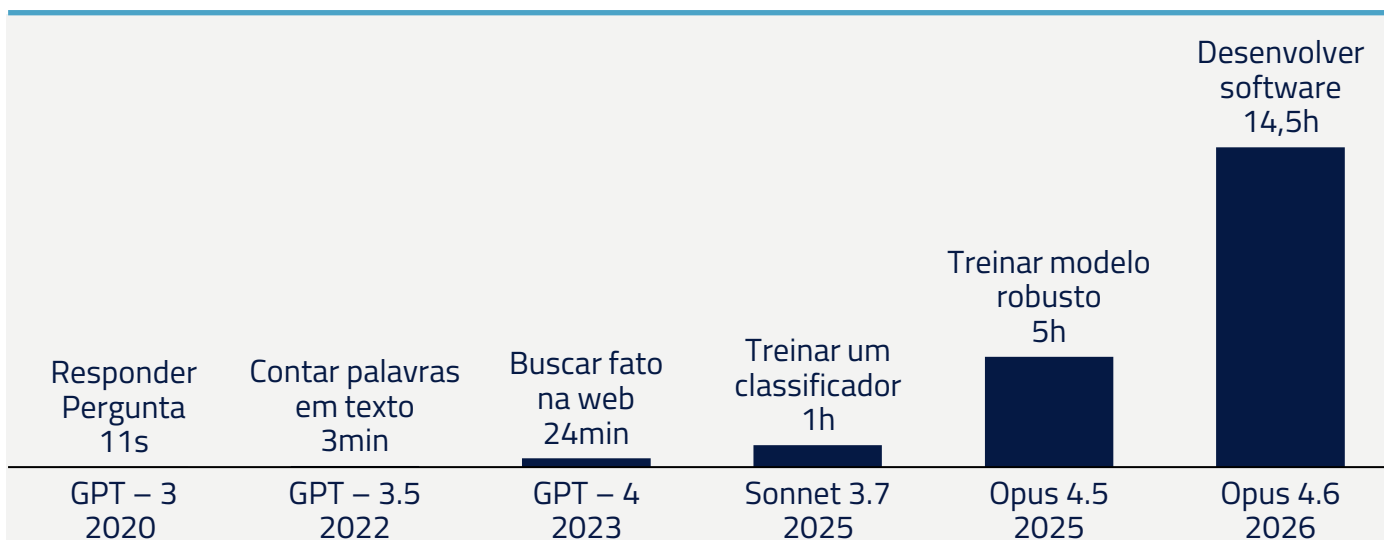 Responder
Pergunta
11s
Contar palavras
em texto
3min
Buscar fato
na web
24min
Treinar um
classificador
1h
Treinar modelo
robusto
5h
Desenvolver
software
14,5h
GPT – 3
2020
GPT – 3.5
2022
GPT – 4
2023
Sonnet 3.7
2025
Opus 4.5
2025
Opus 4.6
2026